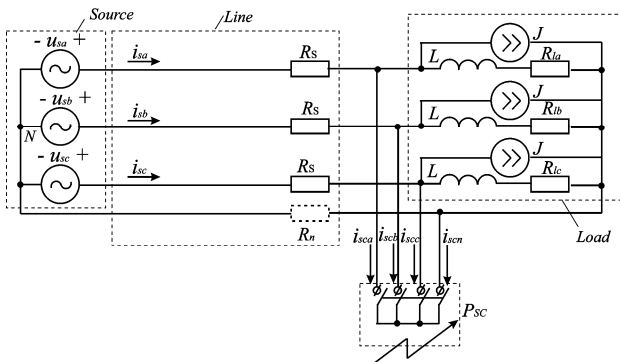 Source
Line
- u_sa +
i_sa
R_S
L
J
R_la
- u_sb +
i_sb
R_S
L
J
R_lb
N
- u_sc +
i_sc
R_S
L
J
R_lc
R_n
Load
i_sca
i_scb
i_scc
i_scn
P_SC